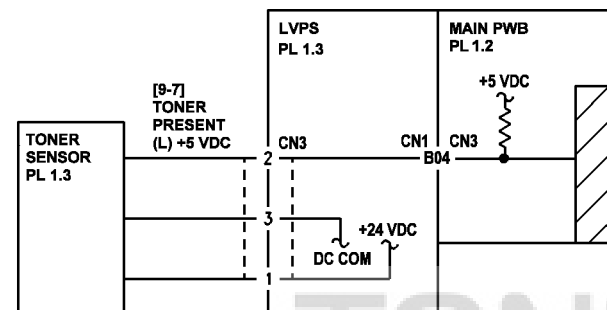 LVPS
PL 1.3
MAIN PWB
PL 1.2
+5 VDC
[9-7]
TONER
PRESENT
(L) +5 VDC
TONER
SENSOR
PL 1.3
2
CN3
CN1
CN3
B04
3
+24 VDC
DC COM
1